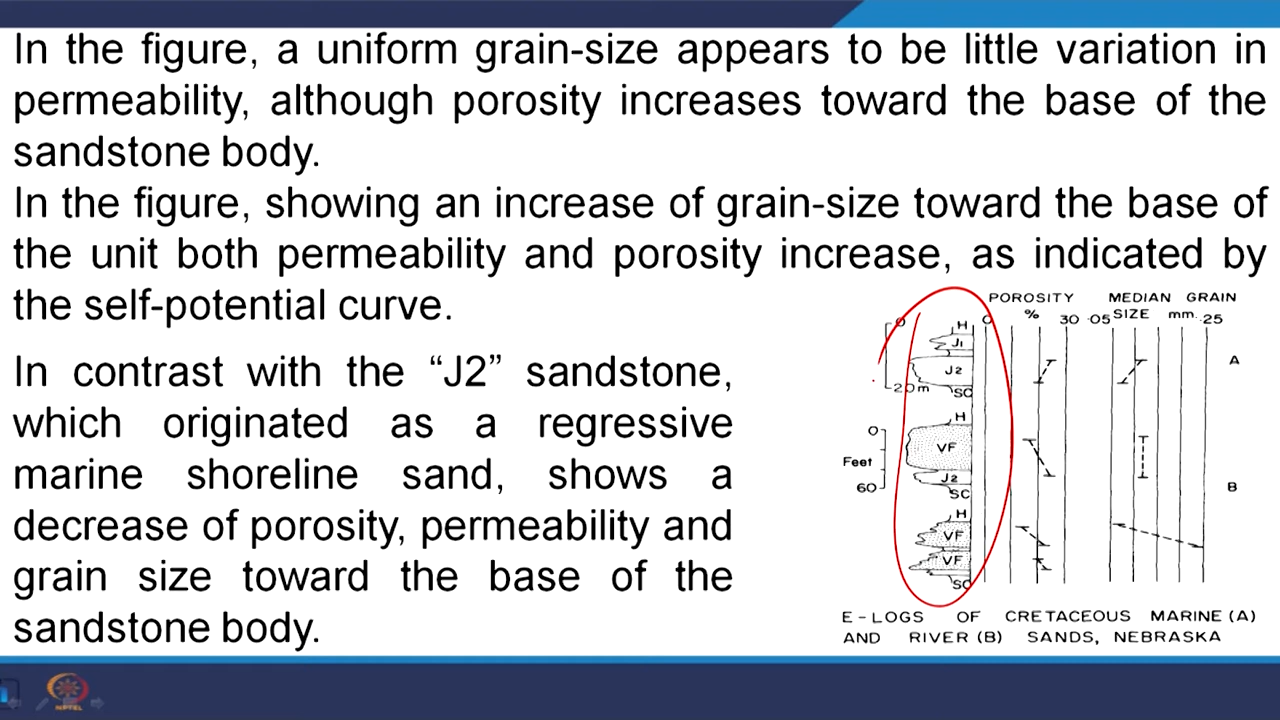 In the figure, a uniform grain-size appears to be little variation in
permeability, although porosity increases toward the base of the
sandstone body.
In the figure, showing an increase of grain-size toward the base of
the unit both permeability and porosity increase, as indicated by
the self-potential curve.
In contrast with the “J2” sandstone,
which originated as a regressive
marine shoreline sand, shows a
decrease of porosity, permeability and
grain size toward the base of the
sandstone body.
POROSITY MEDIAN GRAIN
0 % 30 .05 SIZE mm. .25
0 H
J1
J2 A
20m SC
H
0
VF
Feet
J2
60 SC B
H
VF
VF
SC
E-LOGS OF CRETACEOUS MARINE (A)
AND RIVER (B) SANDS, NEBRASKA
NPTEL